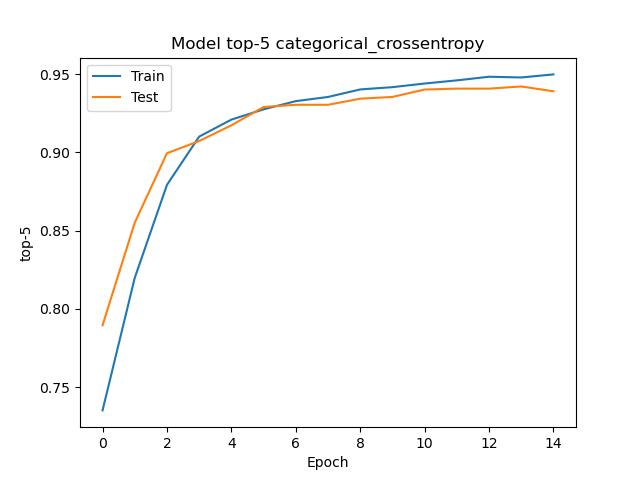 Model top-5 categorical_crossentropy
Train
Test
top-5
0.95
0.90
0.85
0.80
0.75
0 2 4 6 8 10 12 14
Epoch